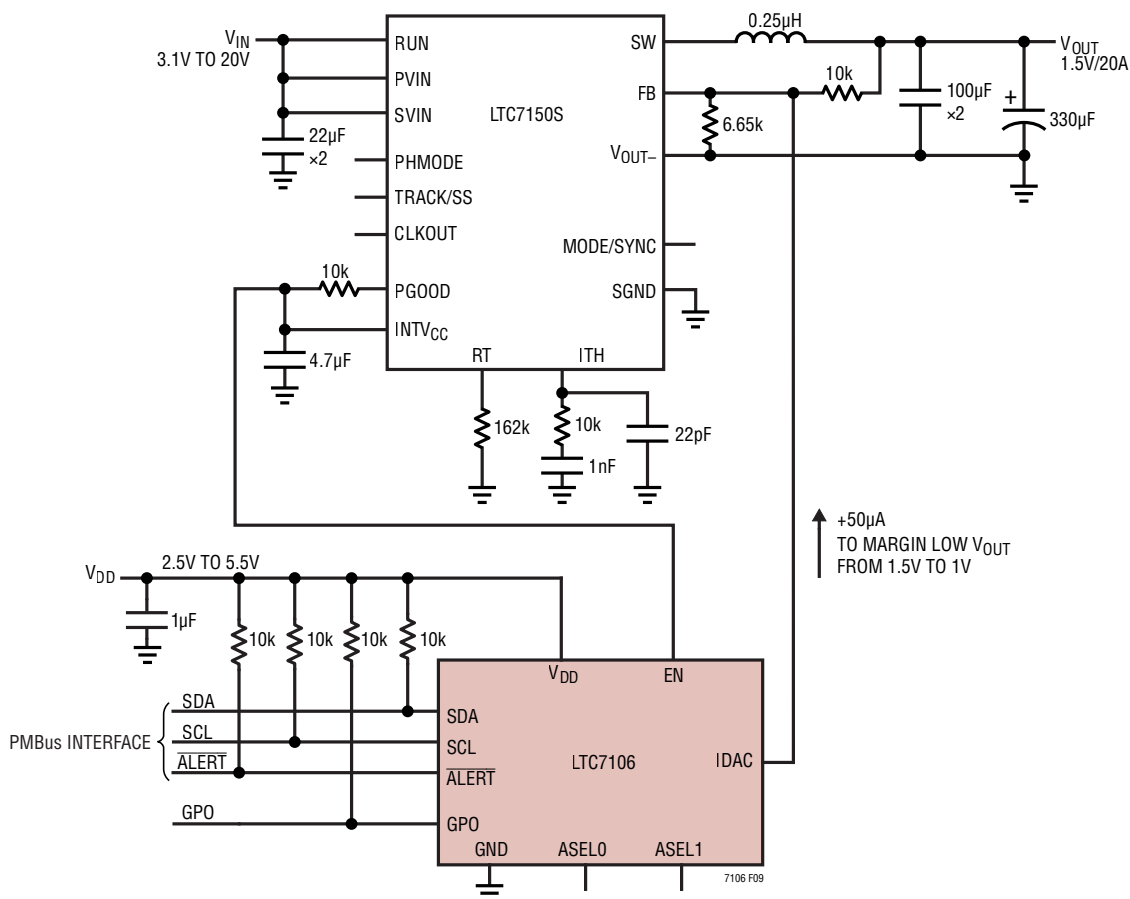 VIN
3.1V TO 20V
RUN
PVIN
SVIN
22µF
×2
PHMODE
TRACK/SS
CLKOUT
10k
PGOOD
INTVCC
4.7µF
LTC7150S
SW
0.25µH
VOUT
1.5V/20A
FB
10k
6.65k
100µF
×2
+
330µF
VOUT–
MODE/SYNC
SGND
RT
ITH
162k
10k
1nF
22pF
+50µA
TO MARGIN LOW VOUT
FROM 1.5V TO 1V
VDD
2.5V TO 5.5V
1µF
10k
10k
10k
10k
VDD
EN
PMBus INTERFACE
SDA
SCL
ALERT
GPO
SDA
SCL
ALERT
GPO
LTC7106
IDAC
GND
ASEL0
ASEL1
7106 F09